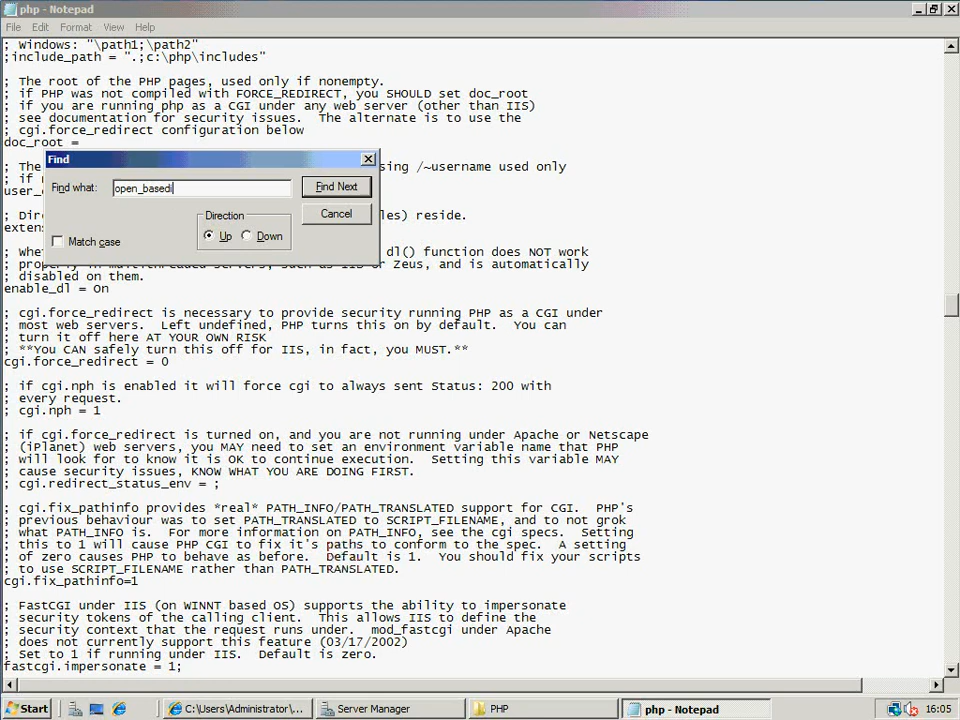 php - Notepad
File Edit Format View Help
; Windows: "\path1;\path2"
;include_path = ".;c:\php\includes"
; The root of the PHP pages, used only if nonempty.
; if PHP was not compiled with FORCE_REDIRECT, you SHOULD set doc_root
; if you are running php as a CGI under any web server (other than IIS)
; see documentation for security issues.  The alternate is to use the
; cgi.force_redirect configuration below
doc_root =
Find
; The sing /~username used only
; if
Find what: open_basedi Find Next
user_
Direction Cancel
; Dir les) reside.
exten
Up Down
Match case
; Whe dl() function does NOT work
and is automatically
; disabled on them.
enable_dl = On
; cgi.force_redirect is necessary to provide security running PHP as a CGI under
; most web servers.  Left undefined, PHP turns this on by default.  You can
; turn it off here AT YOUR OWN RISK
; **You CAN safely turn this off for IIS, in fact, you MUST.**
cgi.force_redirect = 0
; if cgi.nph is enabled it will force cgi to always sent Status: 200 with
; every request.
; cgi.nph = 1
; if cgi.force_redirect is turned on, and you are not running under Apache or Netscape
; (iPlanet) web servers, you MAY need to set an environment variable name that PHP
; will look for to know it is OK to continue execution.  Setting this variable MAY
; cause security issues, KNOW WHAT YOU ARE DOING FIRST.
; cgi.redirect_status_env = ;
; cgi.fix_pathinfo provides *real* PATH_INFO/PATH_TRANSLATED support for CGI.  PHP's
; previous behaviour was to set PATH_TRANSLATED to SCRIPT_FILENAME, and to not grok
; what PATH_INFO is.  For more information on PATH_INFO, see the cgi specs.  Setting
; this to 1 will cause PHP CGI to fix it's paths to conform to the spec.  A setting
; of zero causes PHP to behave as before.  Default is 1.  You should fix your scripts
; to use SCRIPT_FILENAME rather than PATH_TRANSLATED.
cgi.fix_pathinfo=1
; FastCGI under IIS (on WINNT based OS) supports the ability to impersonate
; security tokens of the calling client.  This allows IIS to define the
; security context that the request runs under.  mod_fastcgi under Apache
; does not currently support this feature (03/17/2002)
; Set to 1 if running under IIS.  Default is zero.
fastcgi.impersonate = 1;
Start C:\Users\Administrator\... Server Manager PHP php - Notepad 16:05